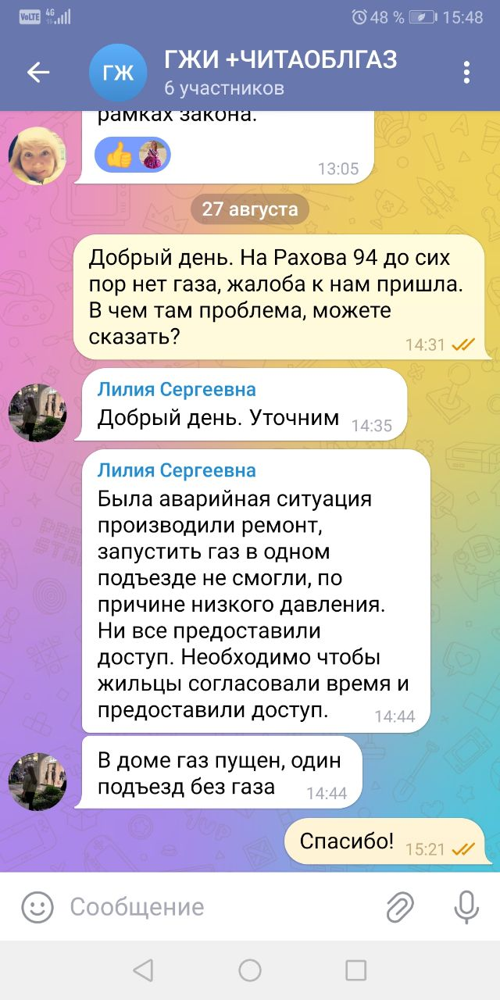 VoLTE 4G 48 % 15:48
ГЖ
ГЖИ +ЧИТАОБЛГАЗ
6 участников
рамках закона.
13:05
27 августа
Добрый день. На Рахова 94 до сих
пор нет газа, жалоба к нам пришла.
В чем там проблема, можете
сказать?
14:31
Лилия Сергеевна
Добрый день. Уточним
14:35
Лилия Сергеевна
Была аварийная ситуация
производили ремонт,
запустить газ в одном
подъезде не смогли, по
причине низкого давления.
Ни все предоставили
доступ. Необходимо чтобы
жильцы согласовали время и
предоставили доступ.
14:44
В доме газ пущен, один
подъезд без газа
14:44
Спасибо!
15:21
Сообщение